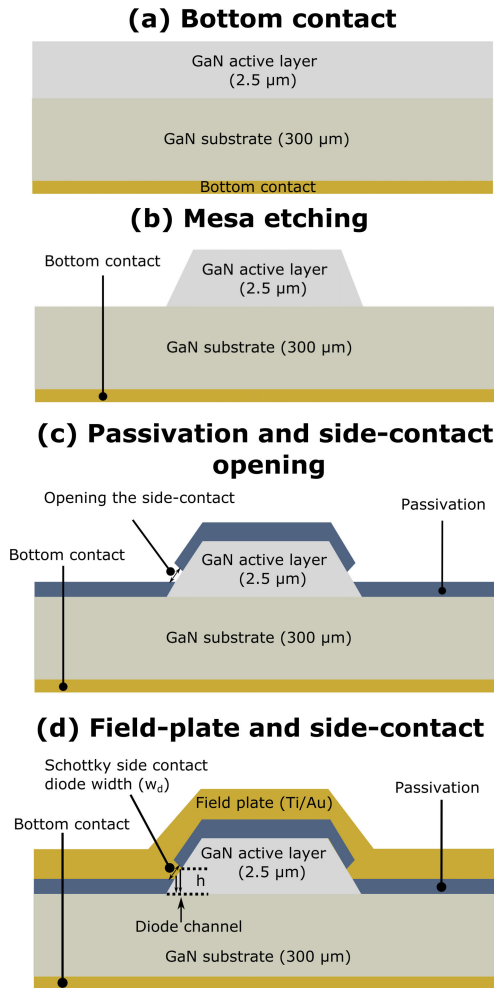 (a) Bottom contact
GaN active layer
(2.5 μm)
GaN substrate (300 μm)
Bottom contact
(b) Mesa etching
Bottom contact
GaN active layer
(2.5 μm)
GaN substrate (300 μm)
(c) Passivation and side-contact
opening
Opening the side-contact
Passivation
Bottom contact
GaN active layer
(2.5 μm)
GaN substrate (300 μm)
(d) Field-plate and side-contact
Schottky side contact
diode width (wd)
Field plate (Ti/Au)
Passivation
Bottom contact
GaN active layer
(2.5 μm)
h
Diode channel
GaN substrate (300 μm)